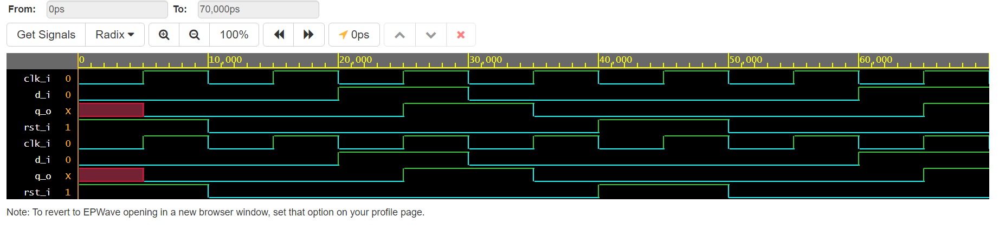 From: 0ps To: 70,000ps
Get Signals Radix 100% 0ps
0 10,000 20,000 30,000 40,000 50,000 60,000
clk_i 0
d_i 0
q_o x
rst_i 1
clk_i 0
d_i 0
q_o x
rst_i 1
Note: To revert to EPWave opening in a new browser window, set that option on your profile page.